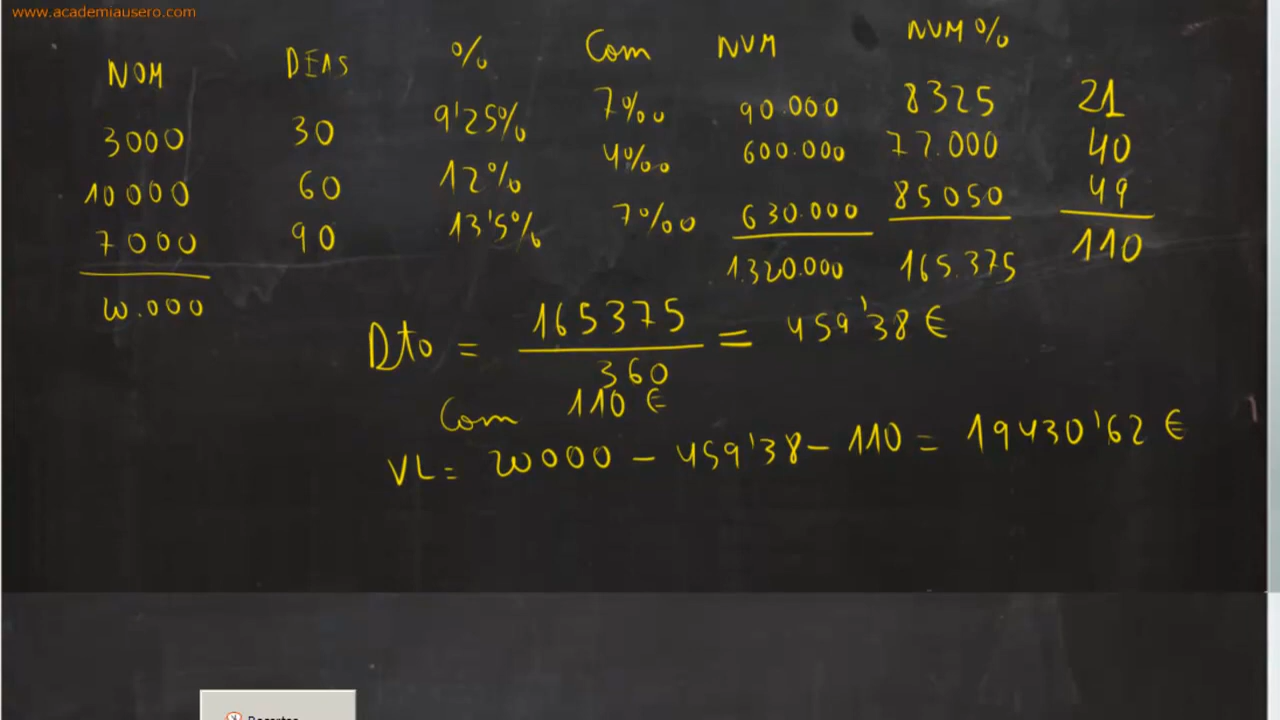 www.academiausero.com
NOM DÍAS % Com NUM NUM %
3000 30 9'25% 7‰ 90.000 8325 21
10000 60 12% 4‰ 600.000 77.000 40
7000 90 13'5% 7‰ 630.000 85050 49
20.000 1.320.000 165.375 110
Dto = 165375 / 360 = 459'38 €
Com 110 €
VL = 20000 - 459'38 - 110 = 19430'62 €